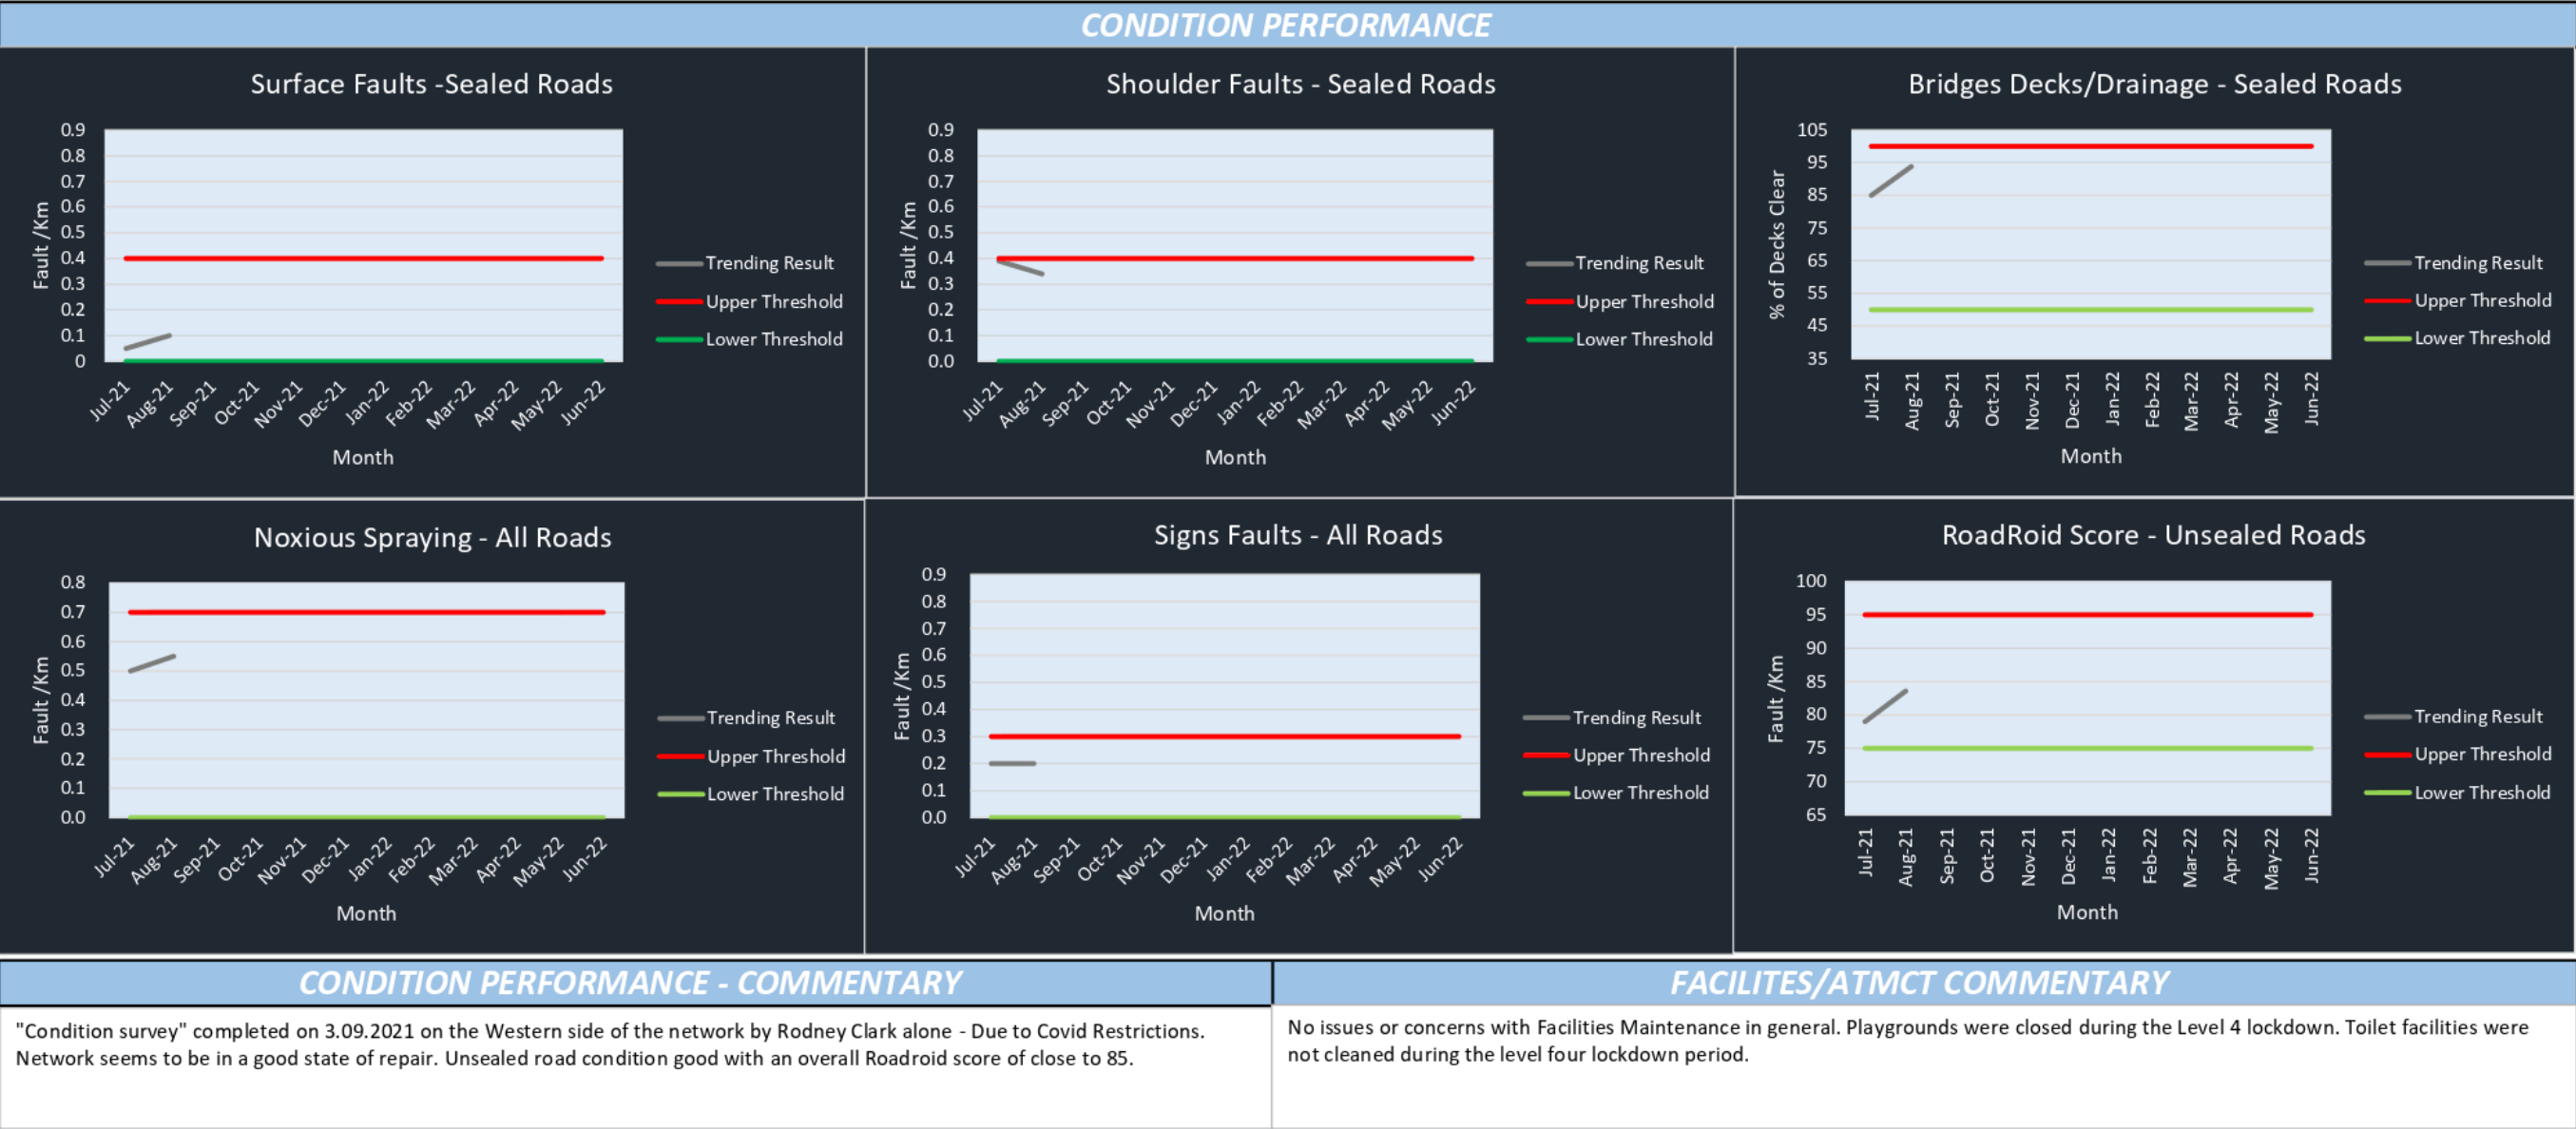 CONDITION PERFORMANCE
Surface Faults -Sealed Roads
Fault /Km
0.9
0.8
0.7
0.6
0.5
0.4
0.3
0.2
0.1
0
Jul-21
Aug-21
Sep-21
Oct-21
Nov-21
Dec-21
Jan-22
Feb-22
Mar-22
Apr-22
May-22
Jun-22
Month
Trending Result
Upper Threshold
Lower Threshold
Shoulder Faults - Sealed Roads
Fault /Km
0.9
0.8
0.7
0.6
0.5
0.4
0.3
0.2
0.1
0.0
Jul-21
Aug-21
Sep-21
Oct-21
Nov-21
Dec-21
Jan-22
Feb-22
Mar-22
Apr-22
May-22
Jun-22
Month
Trending Result
Upper Threshold
Lower Threshold
Bridges Decks/Drainage - Sealed Roads
% of Decks Clear
105
95
85
75
65
55
45
35
Jul-21
Aug-21
Sep-21
Oct-21
Nov-21
Dec-21
Jan-22
Feb-22
Mar-22
Apr-22
May-22
Jun-22
Month
Trending Result
Upper Threshold
Lower Threshold
Noxious Spraying - All Roads
Fault /Km
0.8
0.7
0.6
0.5
0.4
0.3
0.2
0.1
0.0
Jul-21
Aug-21
Sep-21
Oct-21
Nov-21
Dec-21
Jan-22
Feb-22
Mar-22
Apr-22
May-22
Jun-22
Month
Trending Result
Upper Threshold
Lower Threshold
Signs Faults - All Roads
Fault /Km
0.9
0.8
0.7
0.6
0.5
0.4
0.3
0.2
0.1
0.0
Jul-21
Aug-21
Sep-21
Oct-21
Nov-21
Dec-21
Jan-22
Feb-22
Mar-22
Apr-22
May-22
Jun-22
Month
Trending Result
Upper Threshold
Lower Threshold
RoadRoid Score - Unsealed Roads
Fault /Km
100
95
90
85
80
75
70
65
Jul-21
Aug-21
Sep-21
Oct-21
Nov-21
Dec-21
Jan-22
Feb-22
Mar-22
Apr-22
May-22
Jun-22
Month
Trending Result
Upper Threshold
Lower Threshold
CONDITION PERFORMANCE - COMMENTARY
"Condition survey" completed on 3.09.2021 on the Western side of the network by Rodney Clark alone - Due to Covid Restrictions.
Network seems to be in a good state of repair. Unsealed road condition good with an overall Roadroid score of close to 85.
FACILITES/ATMCT COMMENTARY
No issues or concerns with Facilities Maintenance in general. Playgrounds were closed during the Level 4 lockdown. Toilet facilities were
not cleaned during the level four lockdown period.